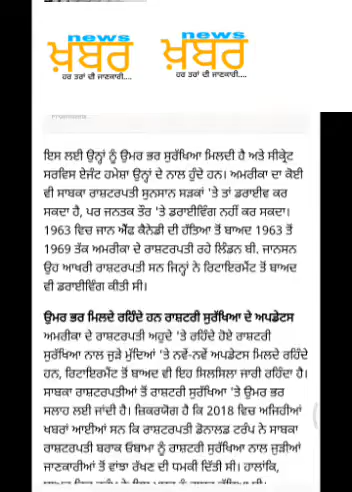 news
ਖ਼ਬਰ
ਹਰ ਤਰਾਂ ਦੀ ਜਾਣਕਾਰੀ....
news
ਖ਼ਬਰ
ਹਰ ਤਰਾਂ ਦੀ ਜਾਣਕਾਰੀ....
ਇਸ ਲਈ ਉਨ੍ਹਾਂ ਨੂੰ ਉਮਰ ਭਰ ਸੁਰੱਖਿਆ ਮਿਲਦੀ ਹੈ ਅਤੇ ਸੀਕ੍ਰੇਟ
ਸਰਵਿਸ ਏਜੰਟ ਹਮੇਸ਼ਾ ਉਨ੍ਹਾਂ ਦੇ ਨਾਲ ਹੁੰਦੇ ਹਨ। ਅਮਰੀਕਾ ਦਾ ਕੋਈ
ਵੀ ਸਾਬਕਾ ਰਾਸ਼ਟਰਪਤੀ ਸੁਨਸਾਨ ਸੜਕਾਂ 'ਤੇ ਤਾਂ ਡਰਾਈਵ ਕਰ
ਸਕਦਾ ਹੈ, ਪਰ ਜਨਤਕ ਤੌਰ 'ਤੇ ਡਰਾਈਵਿੰਗ ਨਹੀਂ ਕਰ ਸਕਦਾ।
1963 ਵਿਚ ਜਾਨ ਐੱਫ ਕੈਨੇਡੀ ਦੀ ਹੱਤਿਆ ਤੋਂ ਬਾਅਦ 1963 ਤੋਂ
1969 ਤੱਕ ਅਮਰੀਕਾ ਦੇ ਰਾਸ਼ਟਰਪਤੀ ਰਹੇ ਲਿੰਡਨ ਬੀ. ਜਾਨਸਨ
ਉਹ ਆਖਰੀ ਰਾਸ਼ਟਰਪਤੀ ਸਨ ਜਿਨ੍ਹਾਂ ਨੇ ਰਿਟਾਇਰਮੈਂਟ ਤੋਂ ਬਾਅਦ
ਵੀ ਡਰਾਈਵਿੰਗ ਕੀਤੀ ਸੀ।
ਉਮਰ ਭਰ ਮਿਲਦੇ ਰਹਿੰਦੇ ਹਨ ਰਾਸ਼ਟਰੀ ਸੁਰੱਖਿਆ ਦੇ ਅਪਡੇਟਸ
ਅਮਰੀਕਾ ਦੇ ਰਾਸ਼ਟਰਪਤੀ ਅਹੁਦੇ 'ਤੇ ਰਹਿੰਦੇ ਹੋਏ ਰਾਸ਼ਟਰੀ
ਸੁਰੱਖਿਆ ਨਾਲ ਜੁੜੇ ਮੁੱਦਿਆਂ 'ਤੇ ਨਵੇਂ-ਨਵੇਂ ਅਪਡੇਟਸ ਮਿਲਦੇ ਰਹਿੰਦੇ
ਹਨ, ਰਿਟਾਇਰਮੈਂਟ ਤੋਂ ਬਾਅਦ ਵੀ ਇਹ ਸਿਲਸਿਲਾ ਜਾਰੀ ਰਹਿੰਦਾ ਹੈ।
ਸਾਬਕਾ ਰਾਸ਼ਟਰਪਤੀਆਂ ਤੋਂ ਰਾਸ਼ਟਰੀ ਸੁਰੱਖਿਆ 'ਤੇ ਉਮਰ ਭਰ
ਸਲਾਹ ਲਈ ਜਾਂਦੀ ਹੈ। ਜ਼ਿਕਰਯੋਗ ਹੈ ਕਿ 2018 ਵਿਚ ਅਜਿਹੀਆਂ
ਖਬਰਾਂ ਆਈਆਂ ਸਨ ਕਿ ਰਾਸ਼ਟਰਪਤੀ ਡੋਨਾਲਡ ਟਰੰਪ ਨੇ ਸਾਬਕਾ
ਰਾਸ਼ਟਰਪਤੀ ਬਰਾਕ ਓਬਾਮਾ ਨੂੰ ਰਾਸ਼ਟਰੀ ਸੁਰੱਖਿਆ ਨਾਲ ਜੁੜੀਆਂ
ਜਾਣਕਾਰੀਆਂ ਤੋਂ ਵਾਂਝਾ ਰੱਖਣ ਦੀ ਧਮਕੀ ਦਿੱਤੀ ਸੀ। ਹਾਲਾਂਕਿ,